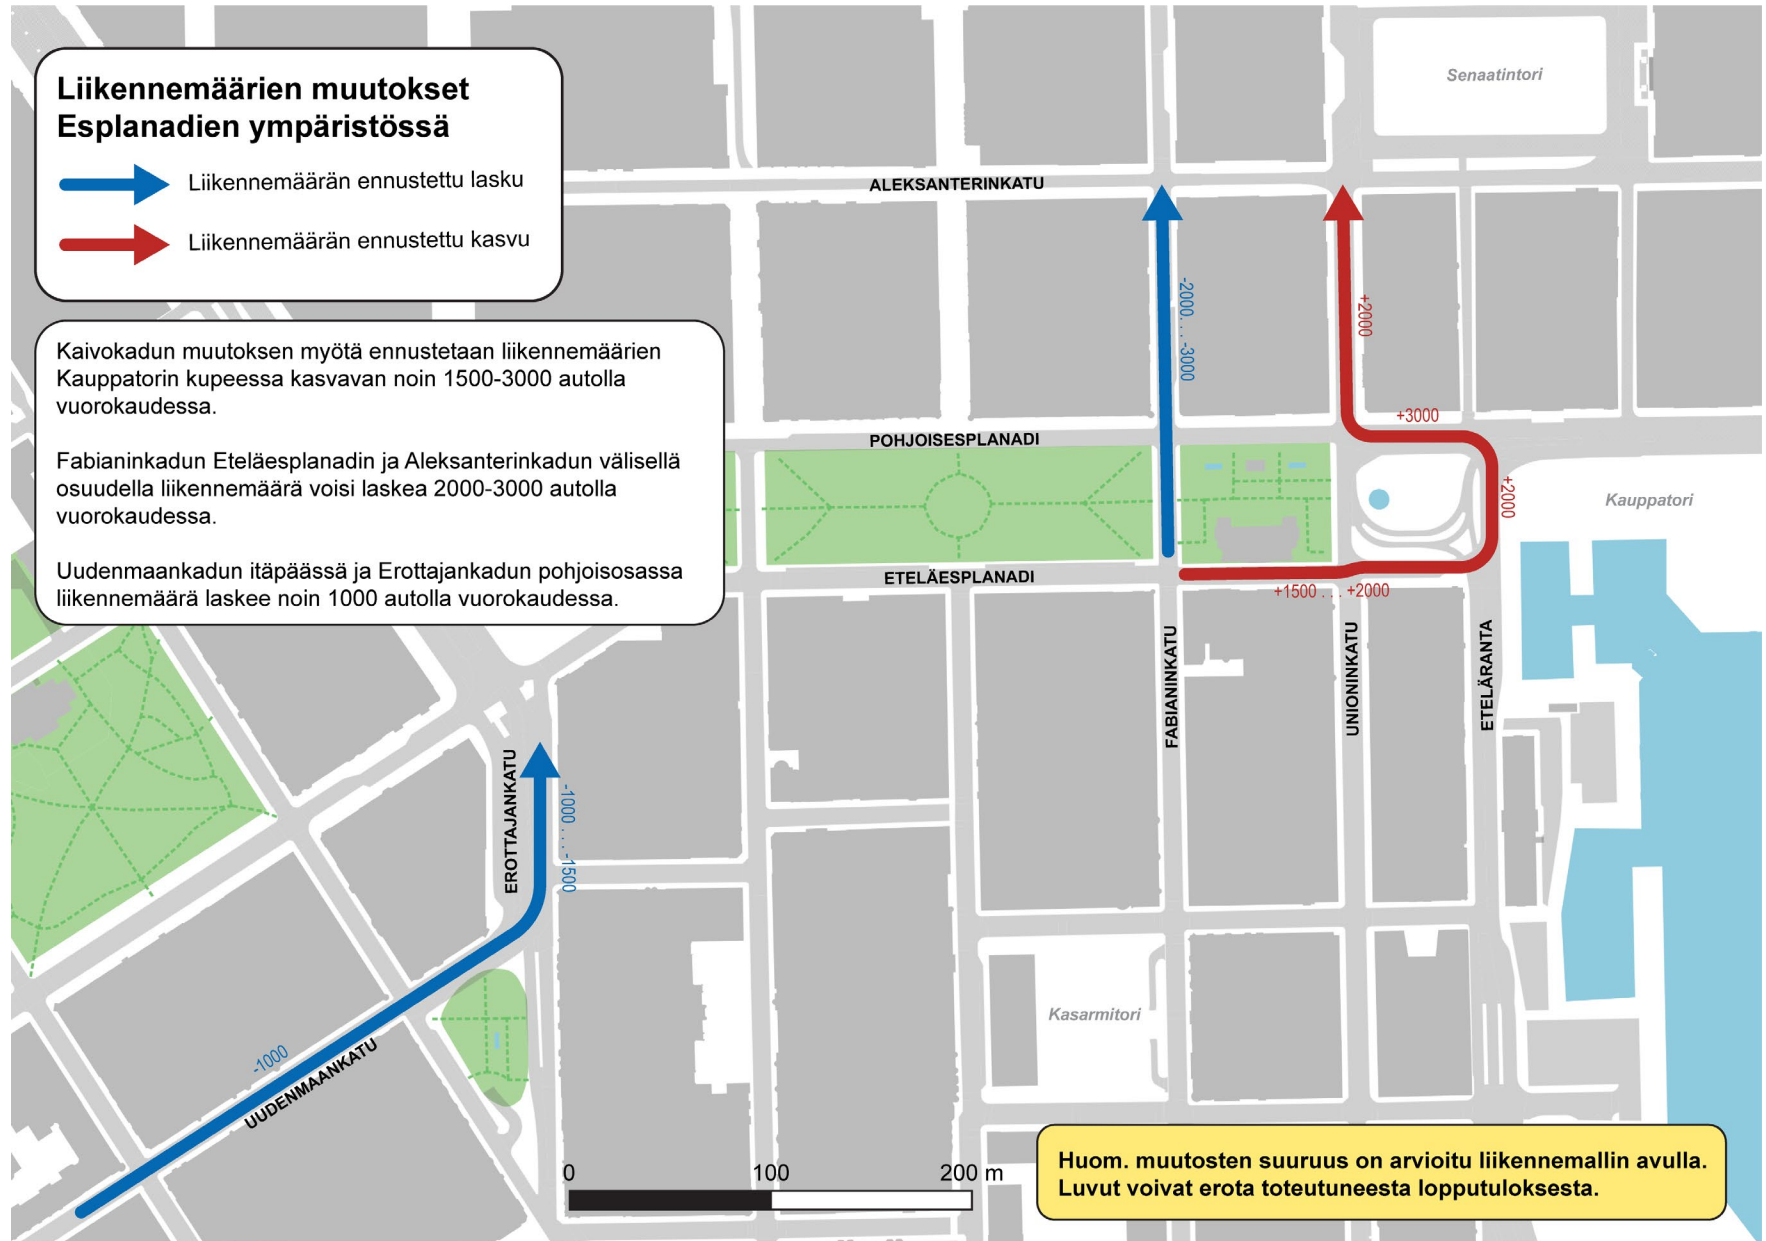 Liikennemäärien muutokset
Esplanadien ympäristössä
Liikennemäärän ennustettu lasku
Liikennemäärän ennustettu kasvu
Kaivokadun muutoksen myötä ennustetaan liikennemäärien
Kauppatorin kupeessa kasvavan noin 1500-3000 autolla
vuorokaudessa.
Fabianinkadun Eteläesplanadin ja Aleksanterinkadun välisellä
osuudella liikennemäärä voisi laskea 2000-3000 autolla
vuorokaudessa.
Uudenmaankadun itäpäässä ja Erottajankadun pohjoisosassa
liikennemäärä laskee noin 1000 autolla vuorokaudessa.
Senaatintori
ALEKSANTERINKATU
-2000. . . -3000
+2000
+3000
POHJOISESPLANADI
+2000
Kauppatori
ETELÄESPLANADI
+1500 . . . +2000
FABIANINKATU
UNIONINKATU
ETELÄRANTA
EROTTAJANKATU
-1000 . . . -1500
Kasarmitori
-1000
UUDENMAANKATU
0 100 200 m
Huom. muutosten suuruus on arvioitu liikennemallin avulla.
Luvut voivat erota toteutuneesta lopputuloksesta.